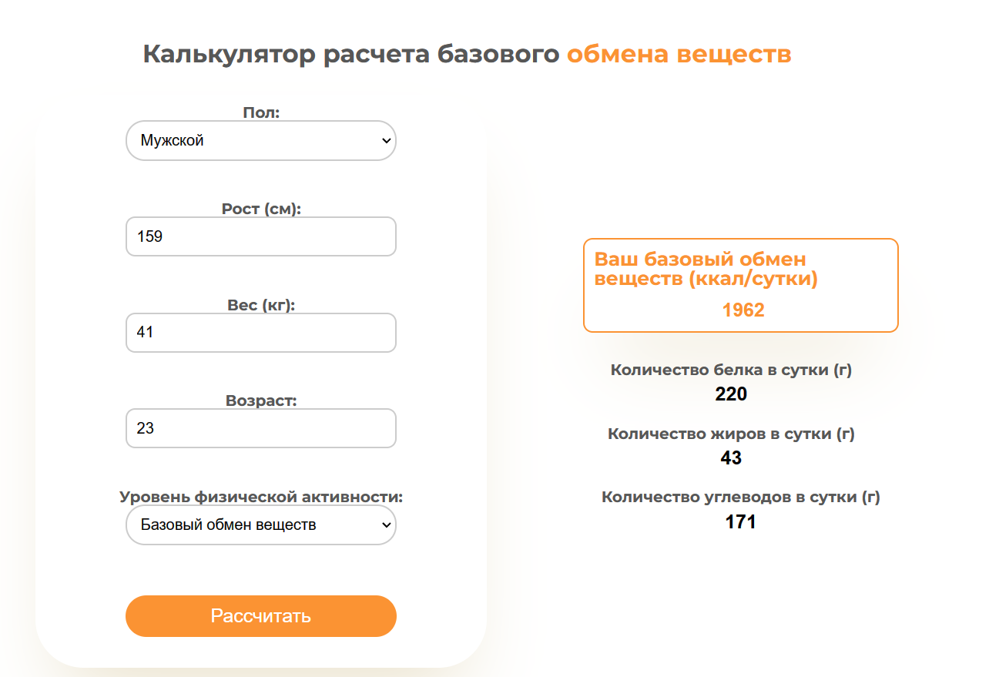 Калькулятор расчета базового обмена веществ
Пол:
Мужской
Рост (см):
159
Вес (кг):
41
Возраст:
23
Уровень физической активности:
Базовый обмен веществ
Рассчитать
Ваш базовый обмен
веществ (ккал/сутки)
1962
Количество белка в сутки (г)
220
Количество жиров в сутки (г)
43
Количество углеводов в сутки (г)
171